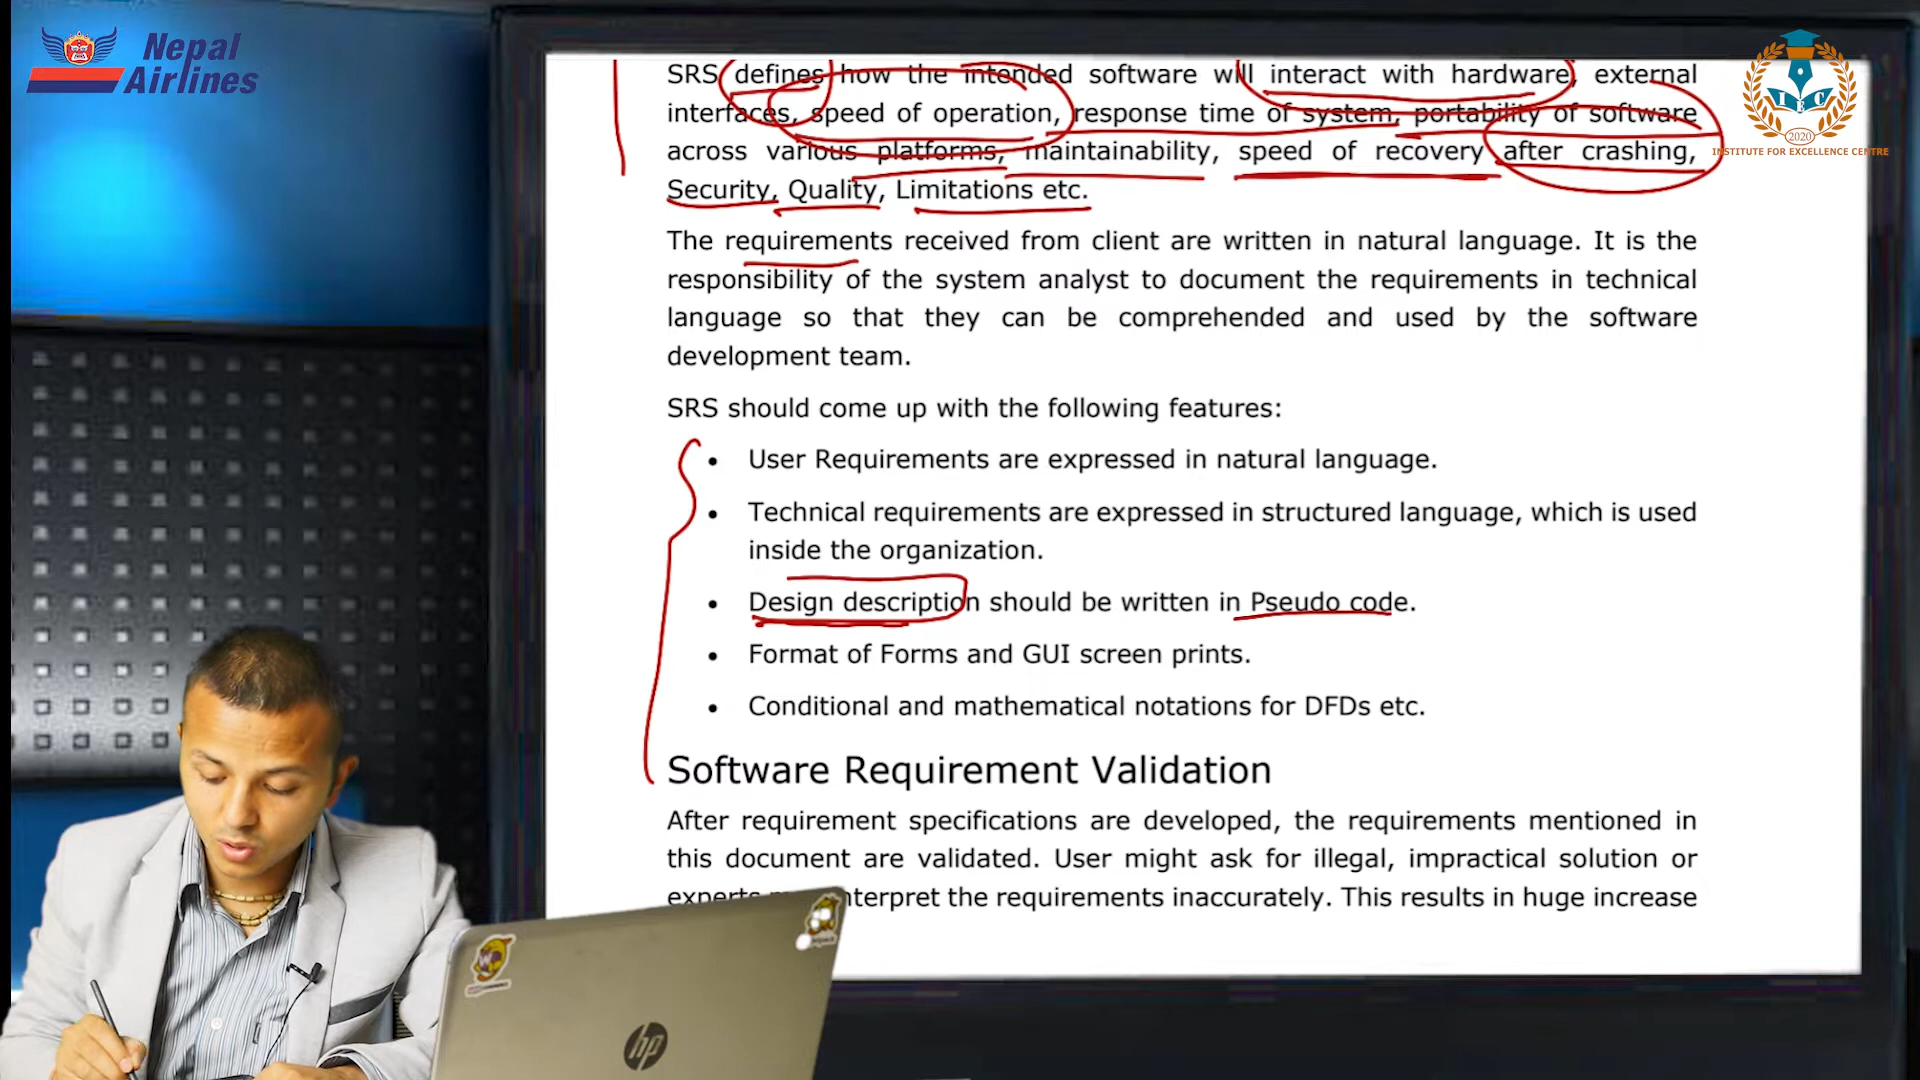 Nepal
Airlines
IEC
2020
INSTITUTE FOR EXCELLENCE CENTRE
SRS defines how the intended software will interact with hardware, external
interfaces, speed of operation, response time of system, portability of software
across various platforms, maintainability, speed of recovery after crashing,
Security, Quality, Limitations etc.
The requirements received from client are written in natural language. It is the
responsibility of the system analyst to document the requirements in technical
language so that they can be comprehended and used by the software
development team.
SRS should come up with the following features:
• User Requirements are expressed in natural language.
• Technical requirements are expressed in structured language, which is used
inside the organization.
• Design description should be written in Pseudo code.
• Format of Forms and GUI screen prints.
• Conditional and mathematical notations for DFDs etc.
Software Requirement Validation
After requirement specifications are developed, the requirements mentioned in
this document are validated. User might ask for illegal, impractical solution or
experts interpret the requirements inaccurately. This results in huge increase
hp